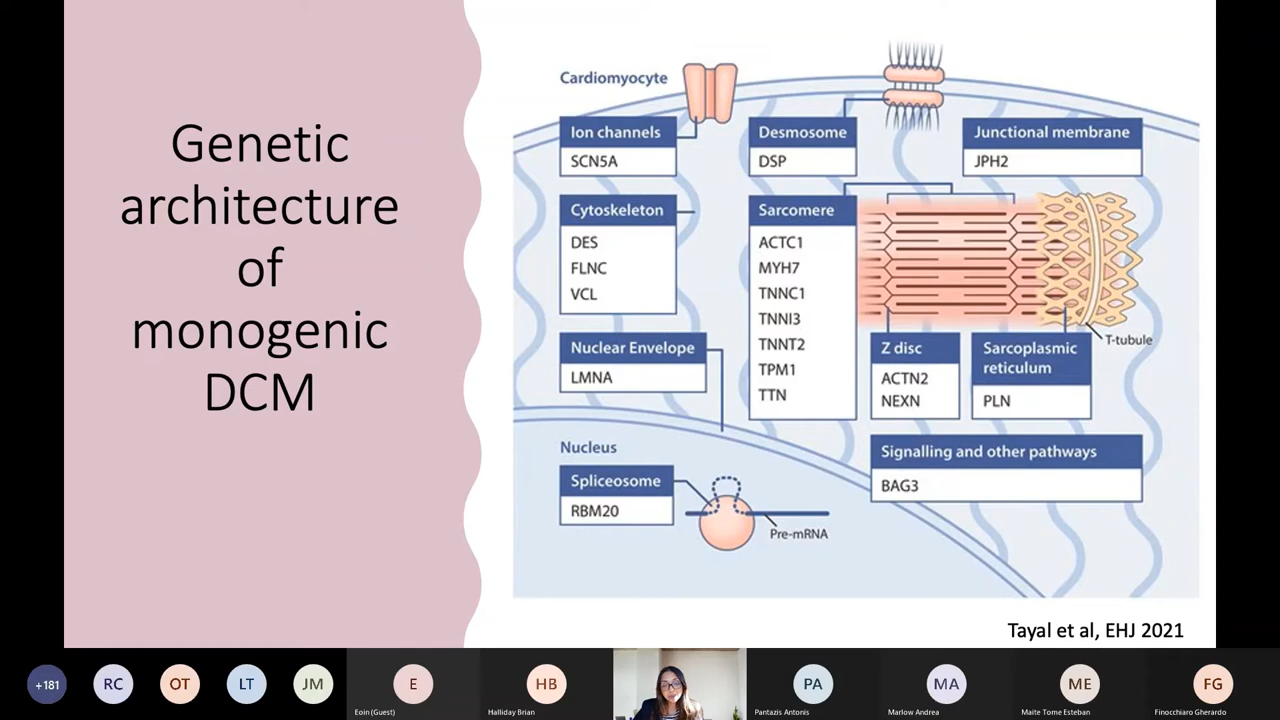 Genetic
architecture
of
monogenic
DCM
Cardiomyocyte
Ion channels
SCN5A
Desmosome
DSP
Junctional membrane
JPH2
Cytoskeleton
DES
FLNC
VCL
Sarcomere
ACTC1
MYH7
TNNC1
TNNI3
TNNT2
TPM1
TTN
T-tubule
Nuclear Envelope
LMNA
Z disc
ACTN2
NEXN
Sarcoplasmic
reticulum
PLN
Nucleus
Signalling and other pathways
BAG3
Spliceosome
RBM20
Pre-mRNA
Tayal et al, EHJ 2021
+181
RC
OT
LT
JM
E
Eoin (Guest)
HB
Halliday Brian
PA
Pantazis Antonis
MA
Marlow Andrea
ME
Maite Tome Esteban
FG
Finocchiaro Gherardo